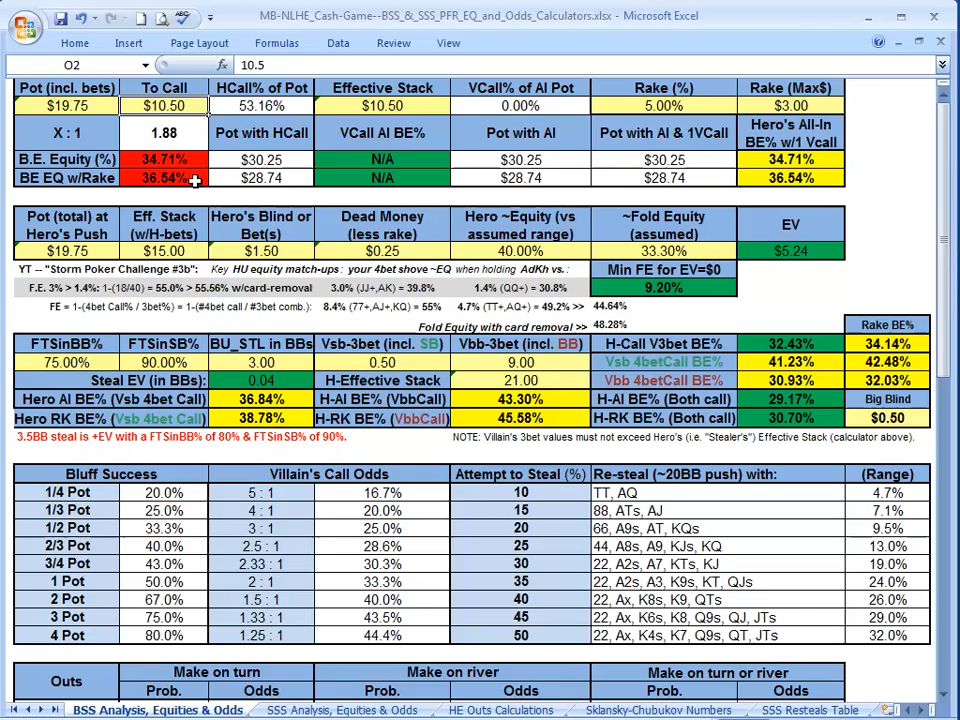 MB-NLHE_Cash-Game--BSS_&_SSS_PFR_EQ_and_Odds_Calculators.xlsx - Microsoft Excel
Home Insert Page Layout Formulas Data Review View
O2 fx 10.5
Pot (incl. bets) To Call HCall% of Pot Effective Stack VCall% of AI Pot Rake (%) Rake (Max$)
$19.75 $10.50 53.16% $10.50 0.00% 5.00% $3.00
X : 1 1.88 Pot with HCall VCall AI BE% Pot with AI Pot with AI & 1VCall Hero's All-In BE% w/1 Vcall
B.E. Equity (%) 34.71% $30.25 N/A $30.25 $30.25 34.71%
BE EQ w/Rake 36.54% $28.74 N/A $28.74 $28.74 36.54%
Pot (total) at Hero's Push Eff. Stack (w/H-bets) Hero's Blind or Bet(s) Dead Money (less rake) Hero ~Equity (vs assumed range) ~Fold Equity (assumed) EV
$19.75 $15.00 $1.50 $0.25 40.00% 33.30% $5.24
YT -- "Storm Poker Challenge #3b": Key HU equity match-ups: your 4bet shove ~EQ when holding AdKh vs.: Min FE for EV=$0
F.E. 3% > 1.4%: 1-(18/40) = 55.0% > 55.56% w/card-removal 3.0% (JJ+, AK) = 39.8% 1.4% (QQ+) = 30.8% 9.20%
FE = 1-(4bet Call% / 3bet%) = 1-(#4bet call / #3bet comb.) 8.4% (77+,AJ+,KQ) = 55% 4.7% (TT+,AQ+) = 49.2% >> 44.64%
Fold Equity with card removal >> 48.28% Rake BE%
FTSinBB% FTSinSB% BU_STL in BBs Vsb-3bet (incl. SB) Vbb-3bet (incl. BB) H-Call V3bet BE% 32.43% 34.14%
75.00% 90.00% 3.00 0.50 9.00 Vsb 4betCall BE% 41.23% 42.48%
Steal EV (in BBs): 0.04 H-Effective Stack 21.00 Vbb 4betCall BE% 30.93% 32.03%
Hero AI BE% (Vsb 4bet Call) 36.84% H-AI BE% (VbbCall) 43.30% H-AI BE% (Both call) 29.17% Big Blind
Hero RK BE% (Vsb 4bet Call) 38.78% H-RK BE% (VbbCall) 45.58% H-RK BE% (Both call) 30.70% $0.50
3.5BB steal is +EV with a FTSinBB% of 80% & FTSinSB% of 90%. NOTE: Villain's 3bet values must not exceed Hero's (i.e. "Stealer's") Effective Stack (calculator above).
Bluff Success Villain's Call Odds Attempt to Steal (%) Re-steal (~20BB push) with: (Range)
1/4 Pot 20.0% 5 : 1 16.7% 10 TT, AQ 4.7%
1/3 Pot 25.0% 4 : 1 20.0% 15 88, ATs, AJ 7.1%
1/2 Pot 33.3% 3 : 1 25.0% 20 66, A9s, AT, KQs 9.5%
2/3 Pot 40.0% 2.5 : 1 28.6% 25 44, A8s, A9, KJs, KQ 13.0%
3/4 Pot 43.0% 2.33 : 1 30.3% 30 22, A2s, A7, KTs, KJ 19.0%
1 Pot 50.0% 2 : 1 33.3% 35 22, A2s, A3, K9s, KT, QJs 24.0%
2 Pot 67.0% 1.5 : 1 40.0% 40 22, Ax, K8s, K9, QTs 26.0%
3 Pot 75.0% 1.33 : 1 43.5% 45 22, Ax, K6s, K8, Q9s, QJ, JTs 29.0%
4 Pot 80.0% 1.25 : 1 44.4% 50 22, Ax, K4s, K7, Q9s, QT, JTs 32.0%
Outs Make on turn Make on river Make on turn or river
Prob. Odds Prob. Odds Prob. Odds
BSS Analysis, Equities & Odds SSS Analysis, Equities & Odds HE Outs Calculations Sklansky-Chubukov Numbers SSS Resteals Table